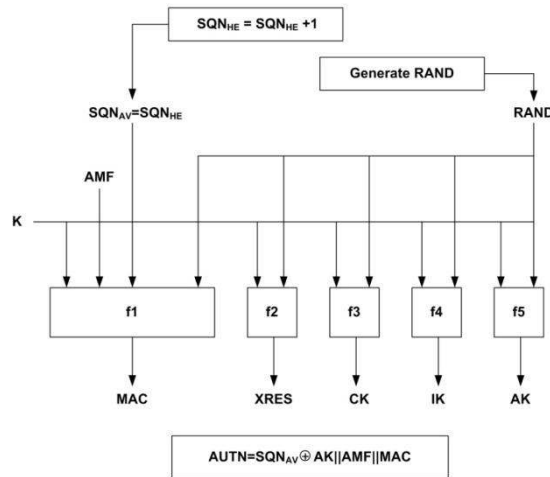 SQNHE = SQNHE +1
Generate RAND
SQNAV=SQNHE
RAND
AMF
K
f1 f2 f3 f4 f5
MAC XRES CK IK AK
AUTN=SQNAV ⊕ AK||AMF||MAC